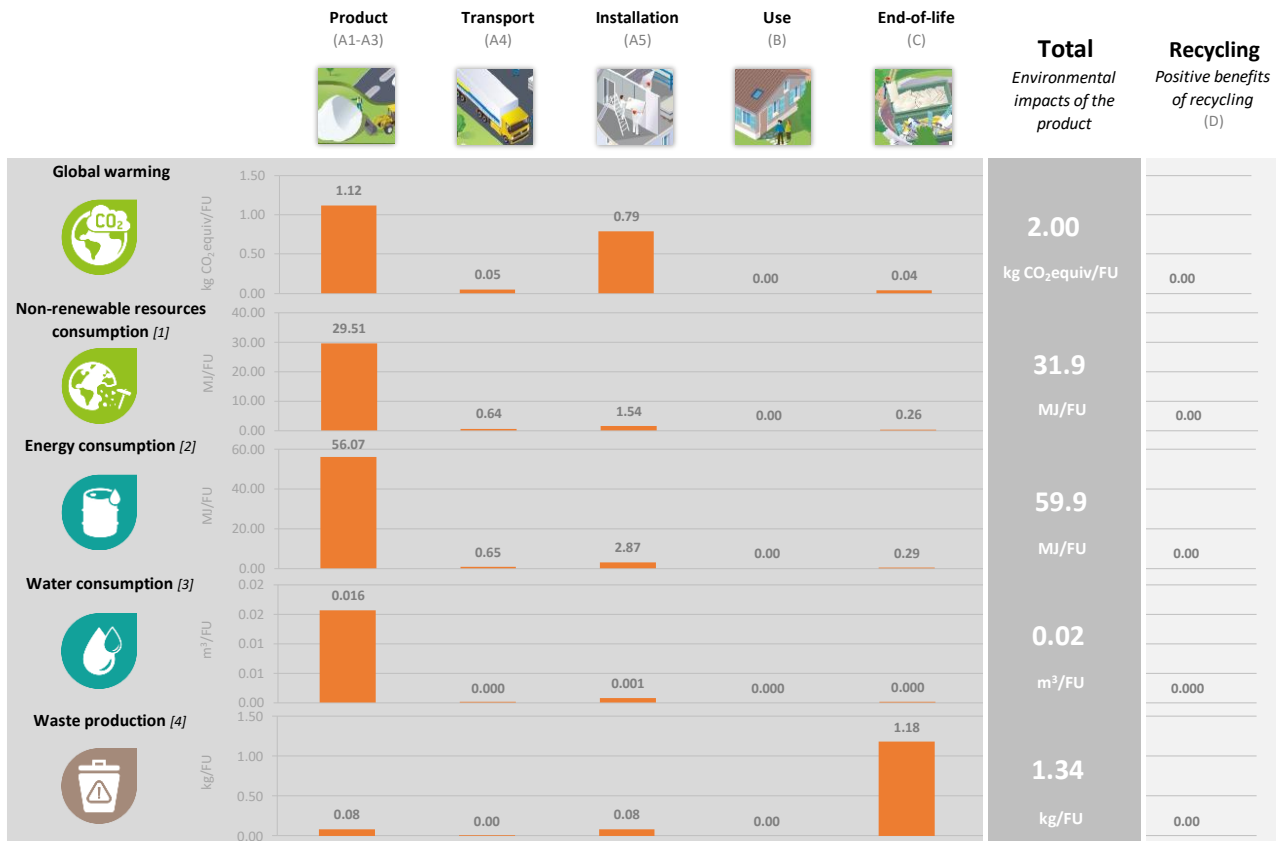 Product
(A1-A3)
Transport
(A4)
Installation
(A5)
Use
(B)
End-of-life
(C)
Total
Environmental
impacts of the
product
Recycling
Positive benefits
of recycling
(D)
Global warming
CO₂
kg CO₂equiv/FU
1.50
1.00
0.50
0.00
1.12
0.05
0.79
0.00
0.04
2.00
kg CO₂equiv/FU
0.00
Non-renewable resources
consumption [1]
MJ/FU
40.00
30.00
20.00
10.00
0.00
29.51
0.64
1.54
0.00
0.26
31.9
MJ/FU
0.00
Energy consumption [2]
MJ/FU
60.00
40.00
20.00
0.00
56.07
0.65
2.87
0.00
0.29
59.9
MJ/FU
0.00
Water consumption [3]
m³/FU
0.02
0.02
0.01
0.01
0.00
0.016
0.000
0.001
0.000
0.000
0.02
m³/FU
0.000
Waste production [4]
kg/FU
1.50
1.00
0.50
0.00
0.08
0.00
0.08
0.00
1.18
1.34
kg/FU
0.00